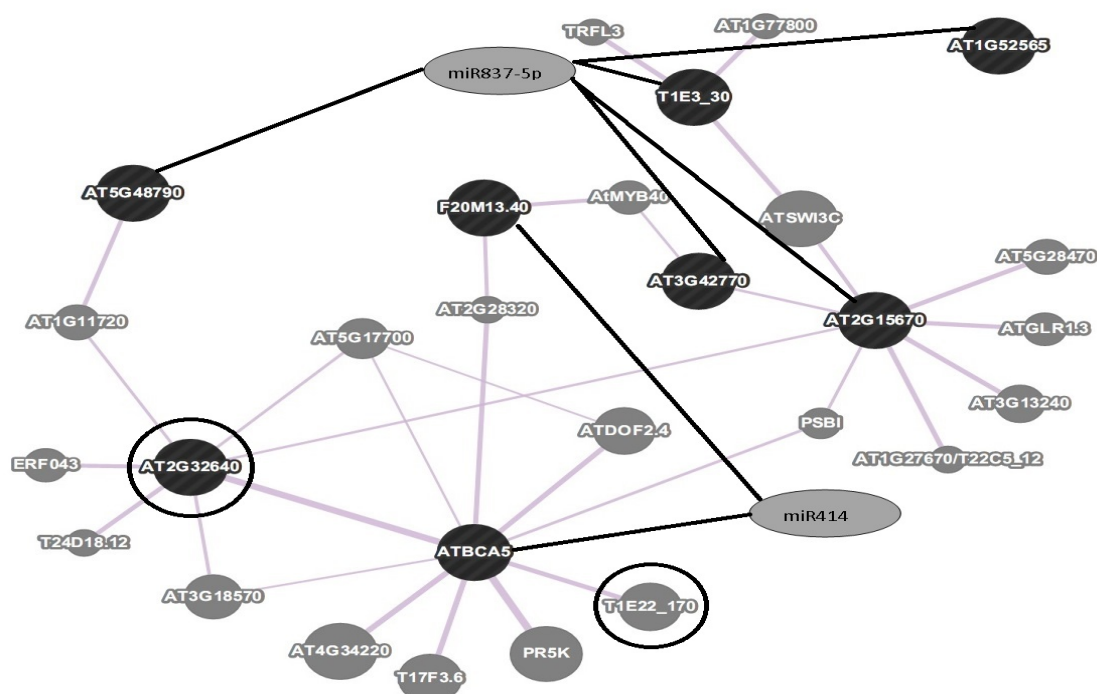 TRFL3
AT1G77800
AT1G52565
miR837-5p
T1E3_30
AT5G48790
F20M13.40
AtMYB40
ATSWI3C
AT5G28470
AT3G42770
AT1G11720
AT2G28320
AT5G17700
AT2G15670
ATGLR1.3
AT3G13240
PSBI
ATDOF2.4
AT1G27670/T22C5_12
ERF043
AT2G32640
miR414
T24D18.12
ATBCA5
AT3G18570
T1E22_170
AT4G34220
PR5K
T17F3.6